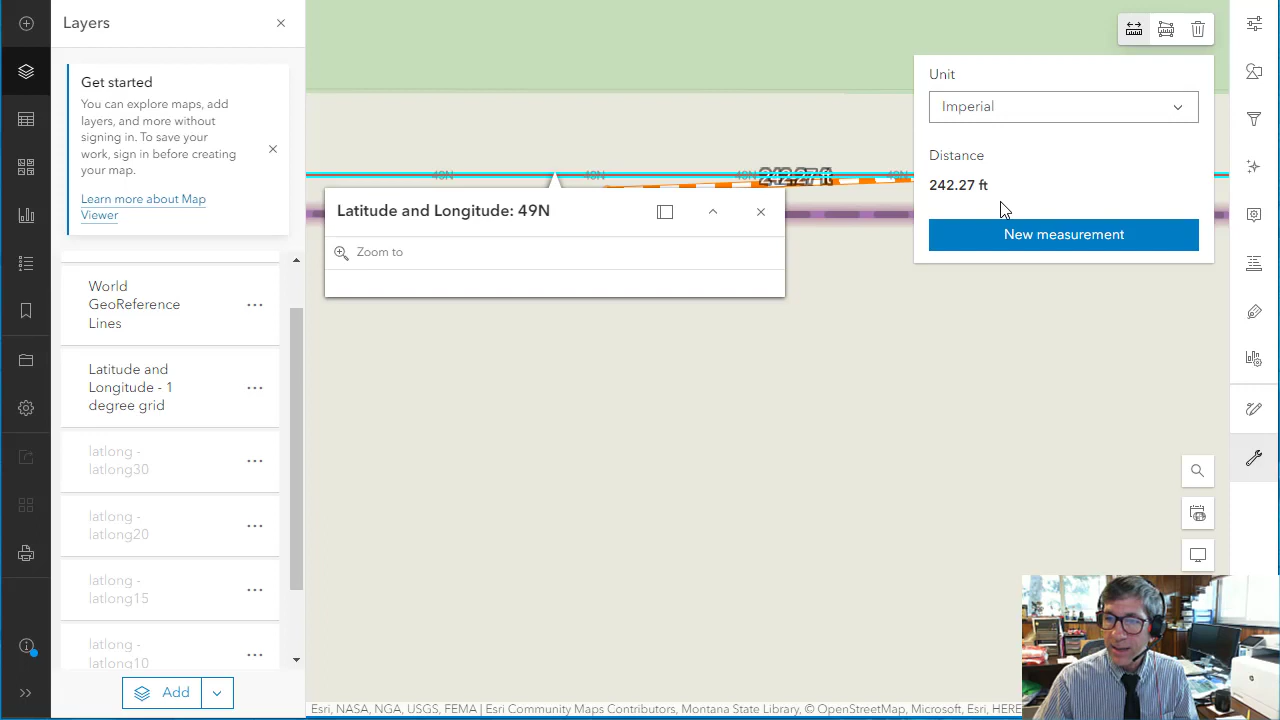 Layers
Get started
You can explore maps, add
layers, and more without
signing in. To save your
work, sign in before creating
your map.
Learn more about Map
Viewer
World
GeoReference
Lines
Latitude and
Longitude - 1
degree grid
latlong -
latlong30
latlong -
latlong20
latlong -
latlong15
latlong -
latlong10
Add
49N
49N
49N
242.27 ft
49N
Latitude and Longitude: 49N
Zoom to
Unit
Imperial
Distance
242.27 ft
New measurement
Esri, NASA, NGA, USGS, FEMA | Esri Community Maps Contributors, Montana State Library, © OpenStreetMap, Microsoft, Esri, HERE